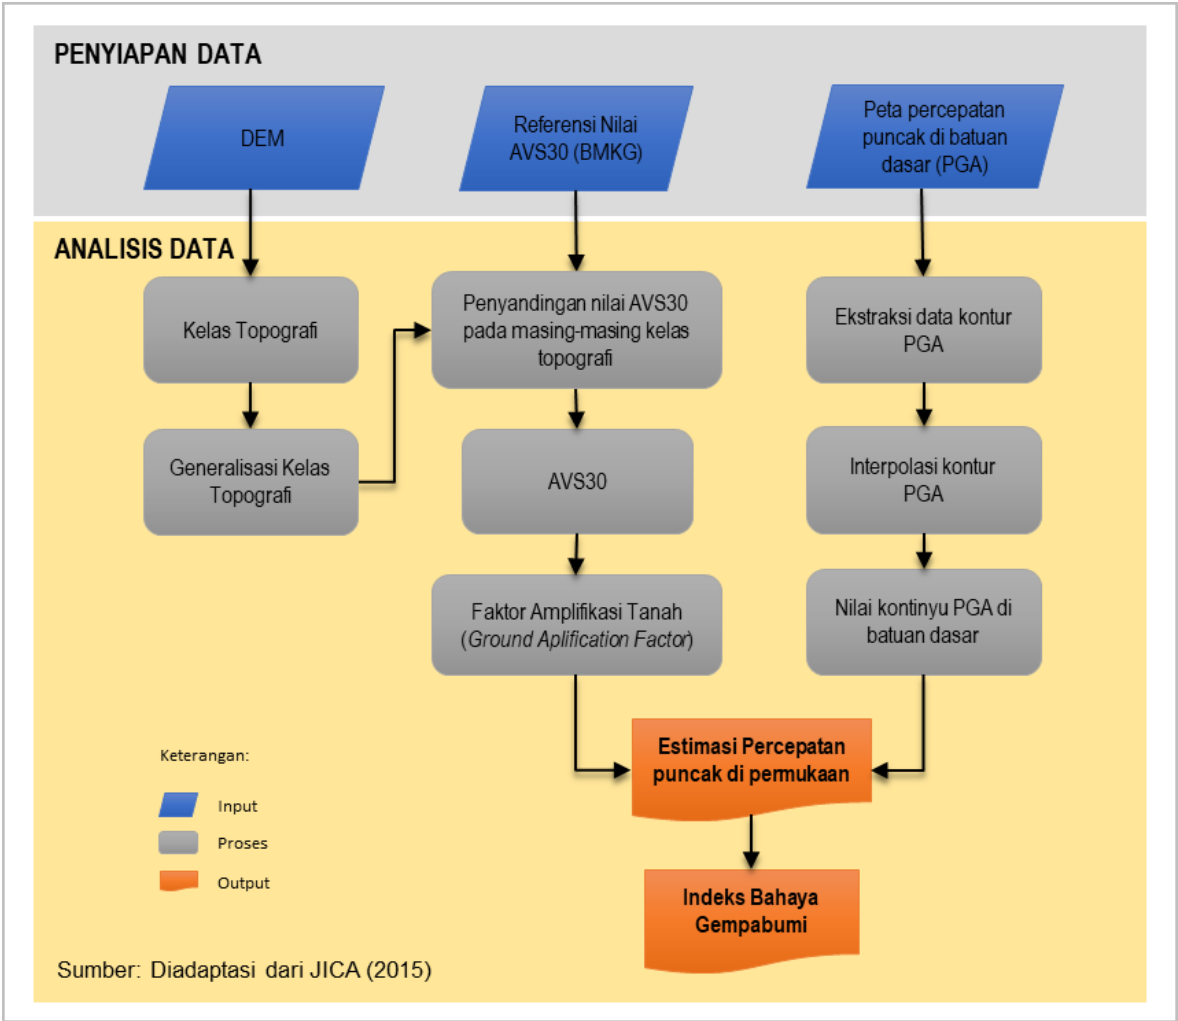 PENYIAPAN DATA
DEM
Referensi Nilai
AVS30 (BMKG)
Peta percepatan
puncak di batuan
dasar (PGA)
ANALISIS DATA
Kelas Topografi
Penyandingan nilai AVS30
pada masing-masing kelas
topografi
Ekstraksi data kontur
PGA
Generalisasi Kelas
Topografi
AVS30
Interpolasi kontur
PGA
Faktor Amplifikasi Tanah
(Ground Aplification Factor)
Nilai kontinyu PGA di
batuan dasar
Estimasi Percepatan
puncak di permukaan
Indeks Bahaya
Gempabumi
Keterangan:
Input
Proses
Output
Sumber: Diadaptasi dari JICA (2015)